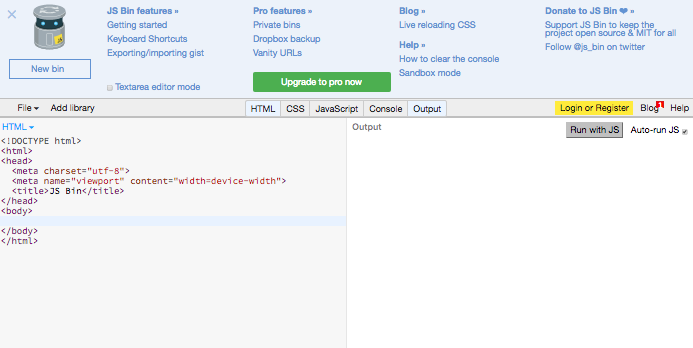 ×
New bin
JS Bin features »
Getting started
Keyboard Shortcuts
Exporting/importing gist
Textarea editor mode
Pro features »
Private bins
Dropbox backup
Vanity URLs
Upgrade to pro now
Blog »
Live reloading CSS
Help »
How to clear the console
Sandbox mode
Donate to JS Bin ❤ »
Support JS Bin to keep the
project open source & MIT for all
Follow @js_bin on twitter
File Add library HTML CSS JavaScript Console Output Login or Register Blog 1 Help
HTML
<!DOCTYPE html>
<html>
<head>
  <meta charset="utf-8">
  <meta name="viewport" content="width=device-width">
  <title>JS Bin</title>
</head>
<body>
</body>
</html>
Output Run with JS Auto-run JS